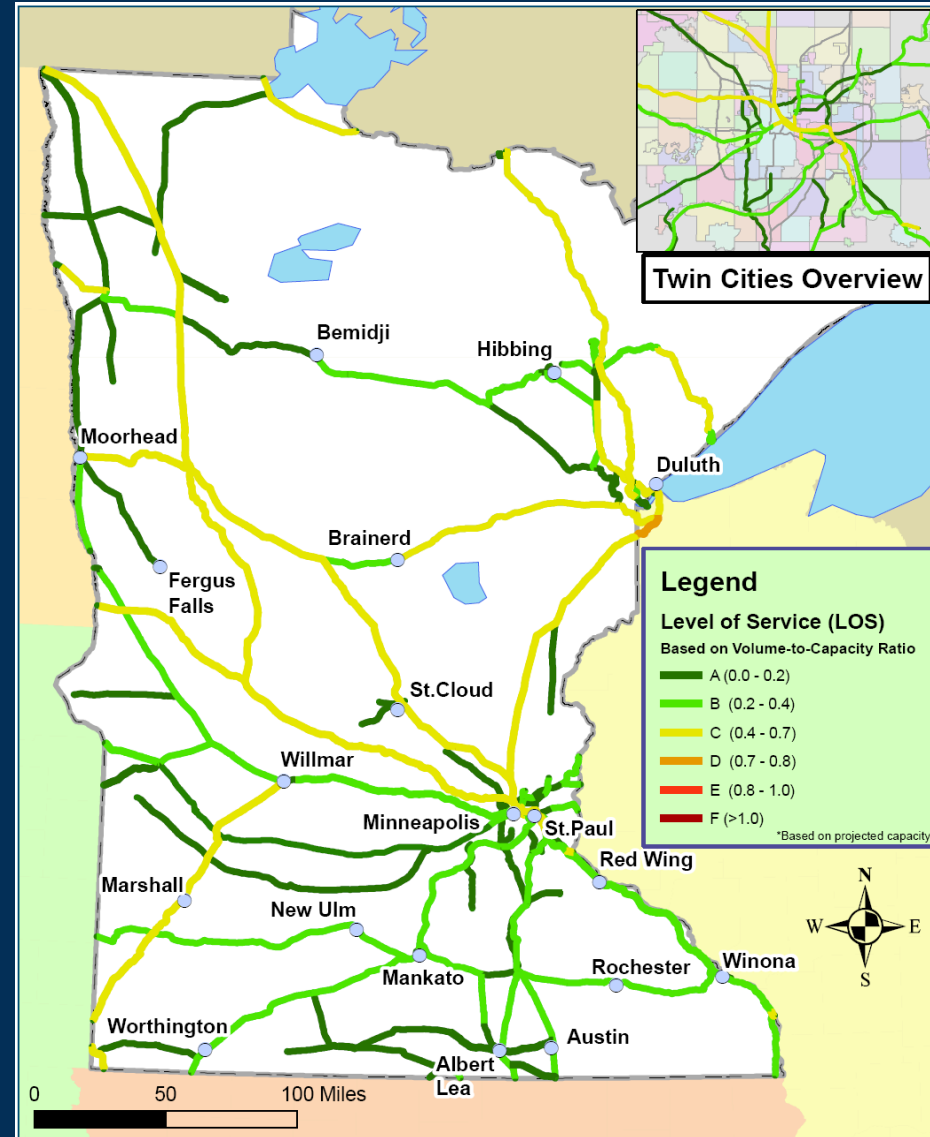 Twin Cities Overview
Bemidji
Hibbing
Moorhead
Duluth
Brainerd
Fergus
Falls
Legend
Level of Service (LOS)
Based on Volume-to-Capacity Ratio
A (0.0 - 0.2)
B (0.2 - 0.4)
C (0.4 - 0.7)
D (0.7 - 0.8)
E (0.8 - 1.0)
F (>1.0)
*Based on projected capacity
St.Cloud
Willmar
Minneapolis
St.Paul
Red Wing
Marshall
New Ulm
Mankato
Rochester
Winona
N
W
E
S
Worthington
Austin
Albert
Lea
0
50
100 Miles